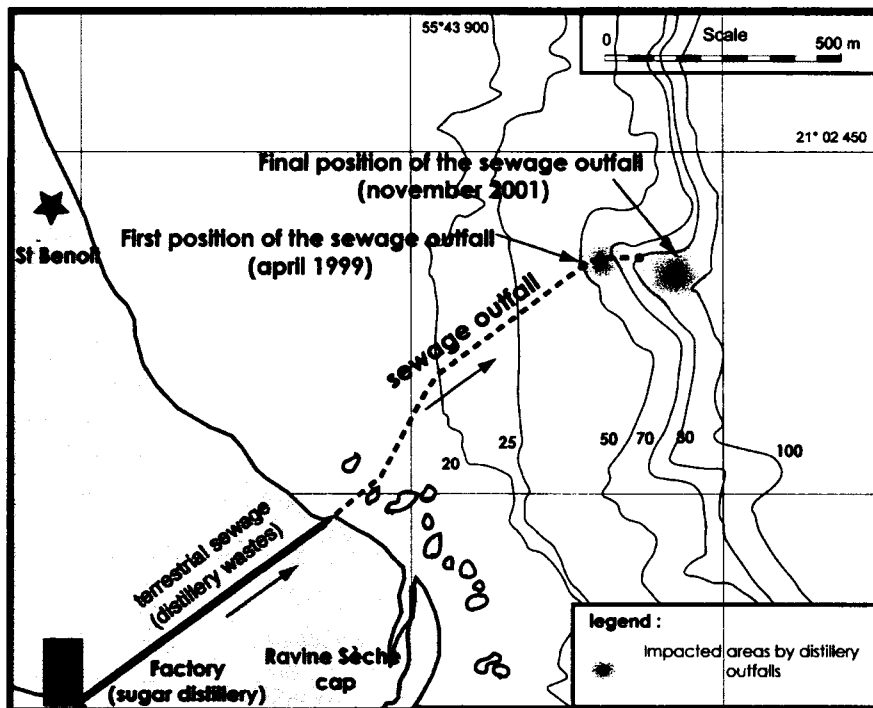 55°43 900
0 Scale 500 m
21° 02 450
Final position of the sewage outfall
(november 2001)
St Benoit
First position of the sewage outfall
(april 1999)
sewage outfall
20
25
50
70
80
100
terrestrial sewage
(distillery wastes)
Factory
(sugar distillery)
Ravine Sèche
cap
legend :
Impacted areas by distillery
outfalls